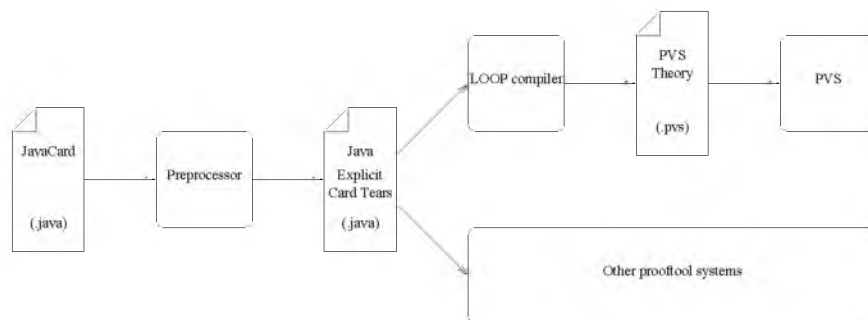 JavaCard
(.java)
Preprocessor
Java
Explicit
Card Tears
(.java)
LOOP compiler
PVS
Theory
(.pvs)
PVS
Other prooftool systems